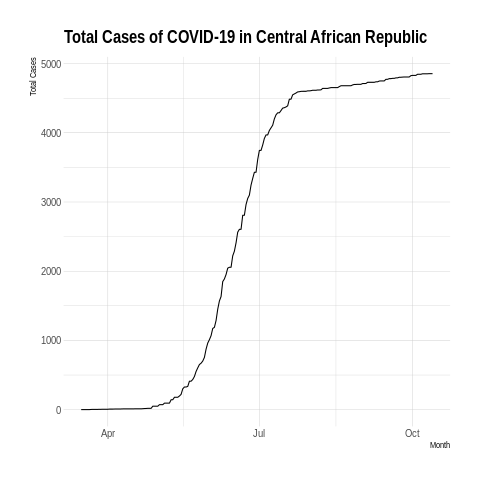 Total Cases of COVID-19 in Central African Republic
Total Cases
5000
4000
3000
2000
1000
0
Apr
Jul
Oct
Month